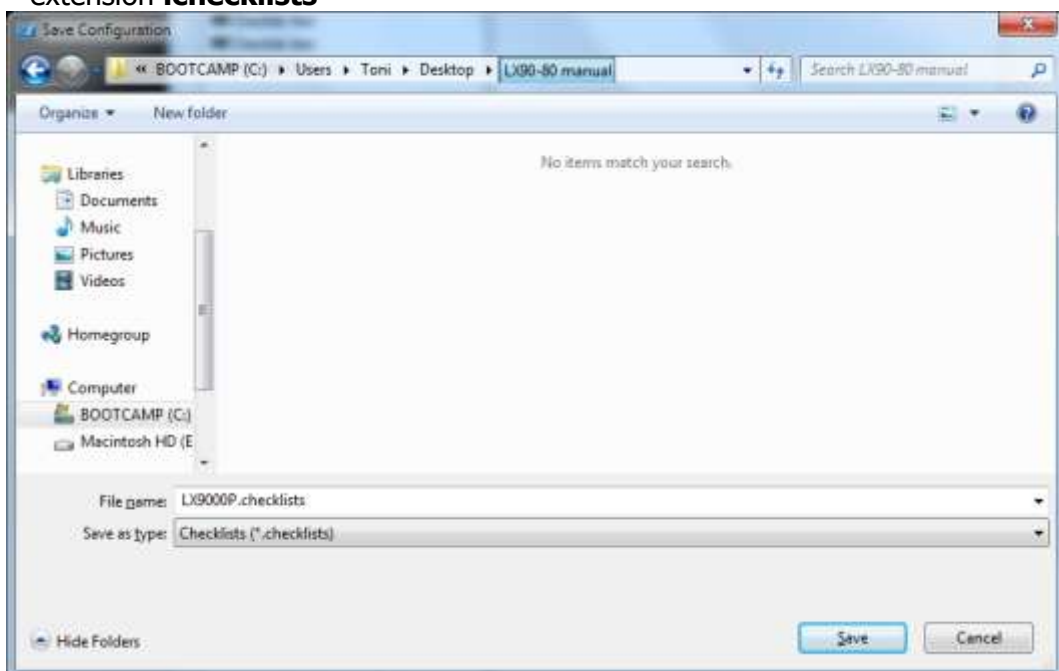 extension .checklists
Save Configuration
« BOOTCAMP (C:) ▸ Users ▸ Toni ▸ Desktop ▸ LX90-80 manual
Search LX90-80 manual
Organize
New folder
No items match your search.
Libraries
Documents
Music
Pictures
Videos
Homegroup
Computer
BOOTCAMP (C:)
Macintosh HD (E
File name: LX9000P.checklists
Save as type: Checklists (*.checklists)
Hide Folders
Save
Cancel